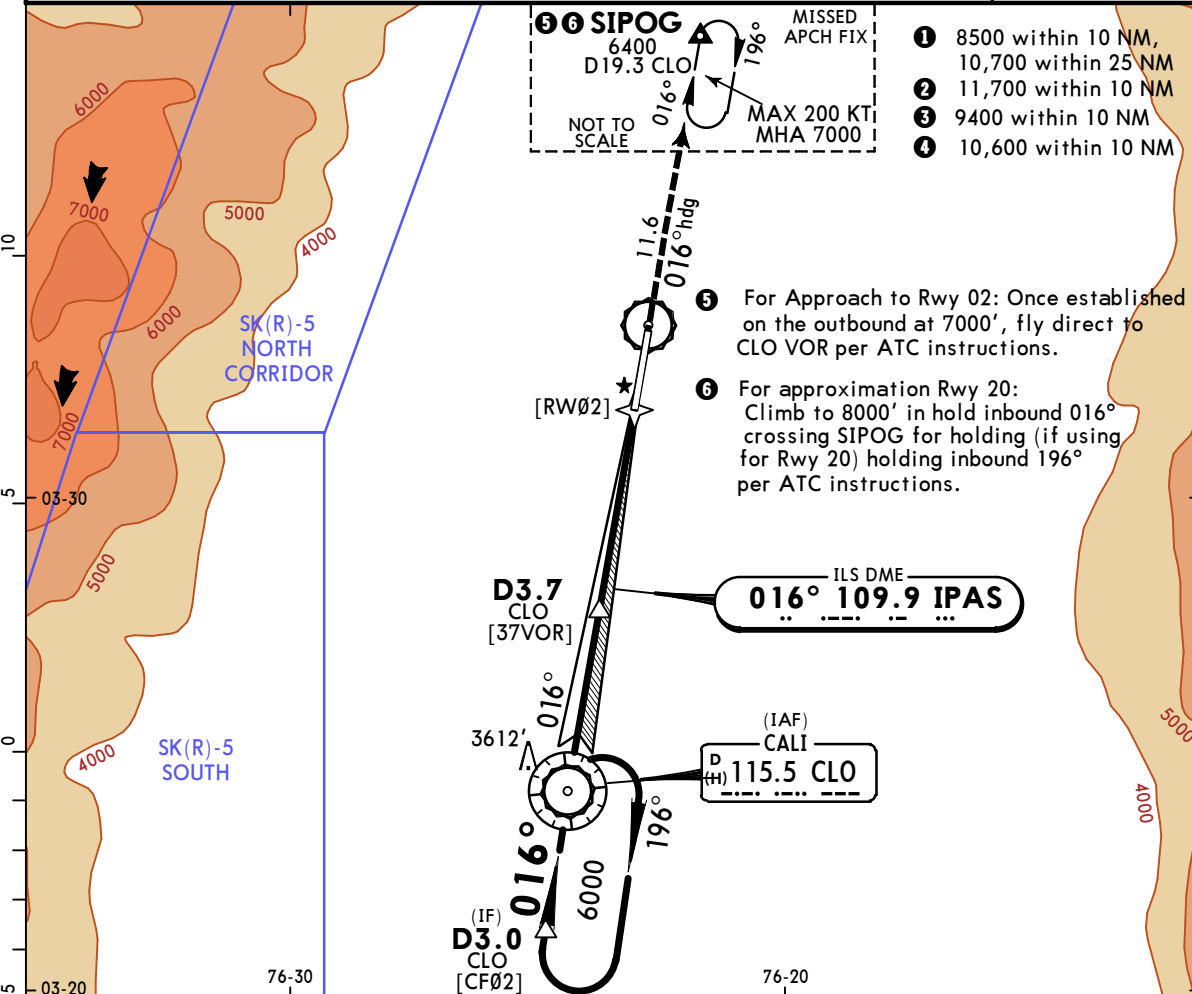 ❺ ❻ SIPOG
6400
D19.3 CLO
016°
196°
MISSED
APCH FIX
NOT TO
SCALE
MAX 200 KT
MHA 7000
❶ 8500 within 10 NM,
10,700 within 25 NM
❷ 11,700 within 10 NM
❸ 9400 within 10 NM
❹ 10,600 within 10 NM
6000
7000
5000
4000
10
11.6
016°hdg
❺ For Approach to Rwy 02: Once established
on the outbound at 7000', fly direct to
CLO VOR per ATC instructions.
6000
SK(R)-5
NORTH
CORRIDOR
[RWØ2]
❻ For approximation Rwy 20:
Climb to 8000' in hold inbound 016°
crossing SIPOG for holding (if using
for Rwy 20) holding inbound 196°
per ATC instructions.
7000
5
03-30
5000
D3.7
CLO
[37VOR]
ILS DME
016° 109.9 IPAS
016°
4000
SK(R)-5
SOUTH
0
3612'
(IAF)
CALI
D
(H)
115.5 CLO
5000
4000
016°
196°
6000
(IF)
D3.0
CLO
[CFØ2]
5
03-20
76-30
76-20